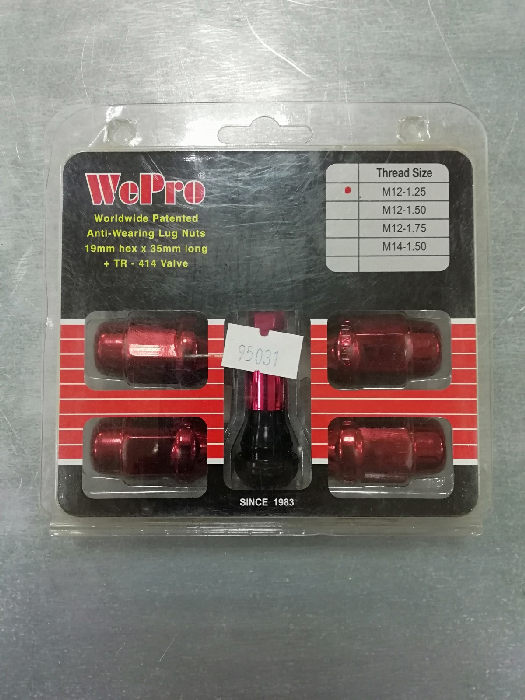 WePro®
Worldwide Patented
Anti-Wearing Lug Nuts
19mm hex x 35mm long
+ TR - 414 Valve
Thread Size
M12-1.25
M12-1.50
M12-1.75
M14-1.50
95031
SINCE 1983